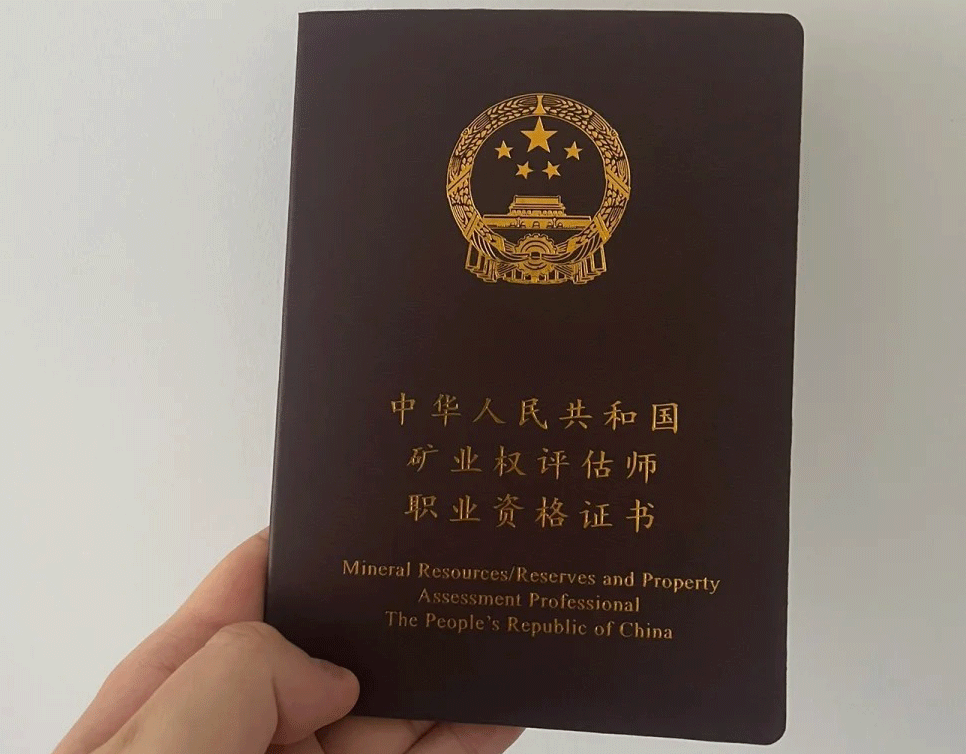 中华人民共和国
矿业权评估师
职业资格证书
Mineral Resources/Reserves and Property
Assessment Professional
The People's Republic of China